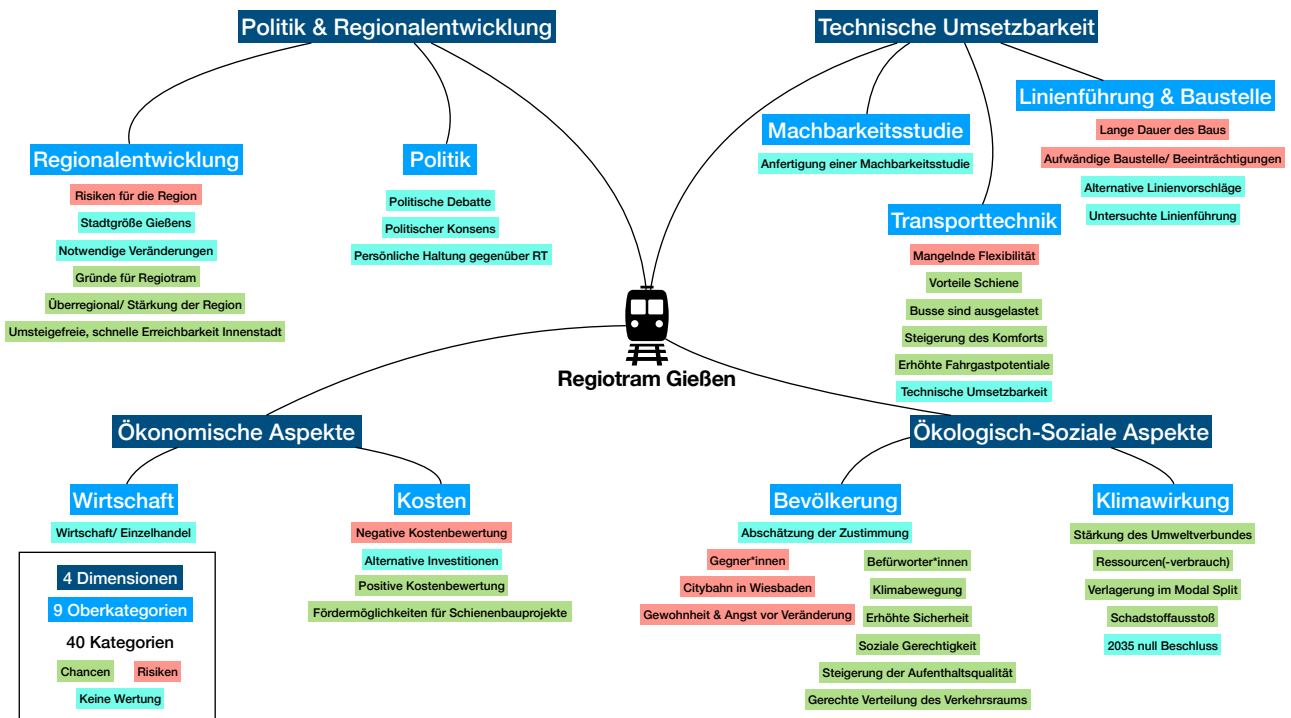 Politik & Regionalentwicklung
Regionalentwicklung
Risiken für die Region
Stadtgröße Gießens
Notwendige Veränderungen
Gründe für Regiotram
Überregional/ Stärkung der Region
Umsteigefreie, schnelle Erreichbarkeit Innenstadt
Politik
Politische Debatte
Politischer Konsens
Persönliche Haltung gegenüber RT
Technische Umsetzbarkeit
Machbarkeitsstudie
Anfertigung einer Machbarkeitsstudie
Transporttechnik
Mangelnde Flexibilität
Vorteile Schiene
Busse sind ausgelastet
Steigerung des Komforts
Erhöhte Fahrgastpotentiale
Technische Umsetzbarkeit
Linienführung & Baustelle
Lange Dauer des Baus
Aufwändige Baustelle/ Beeinträchtigungen
Alternative Linienvorschläge
Untersuchte Linienführung
Regiotram Gießen
Ökonomische Aspekte
Wirtschaft
Wirtschaft/ Einzelhandel
Kosten
Negative Kostenbewertung
Alternative Investitionen
Positive Kostenbewertung
Fördermöglichkeiten für Schienenbauprojekte
Ökologisch-Soziale Aspekte
Bevölkerung
Abschätzung der Zustimmung
Gegner*innen
Citybahn in Wiesbaden
Gewohnheit & Angst vor Veränderung
Befürworter*innen
Klimabewegung
Erhöhte Sicherheit
Soziale Gerechtigkeit
Steigerung der Aufenthaltsqualität
Gerechte Verteilung des Verkehrsraums
Klimawirkung
Stärkung des Umweltverbundes
Ressourcen(-verbrauch)
Verlagerung im Modal Split
Schadstoffausstoß
2035 null Beschluss
4 Dimensionen
9 Oberkategorien
40 Kategorien
Chancen
Risiken
Keine Wertung